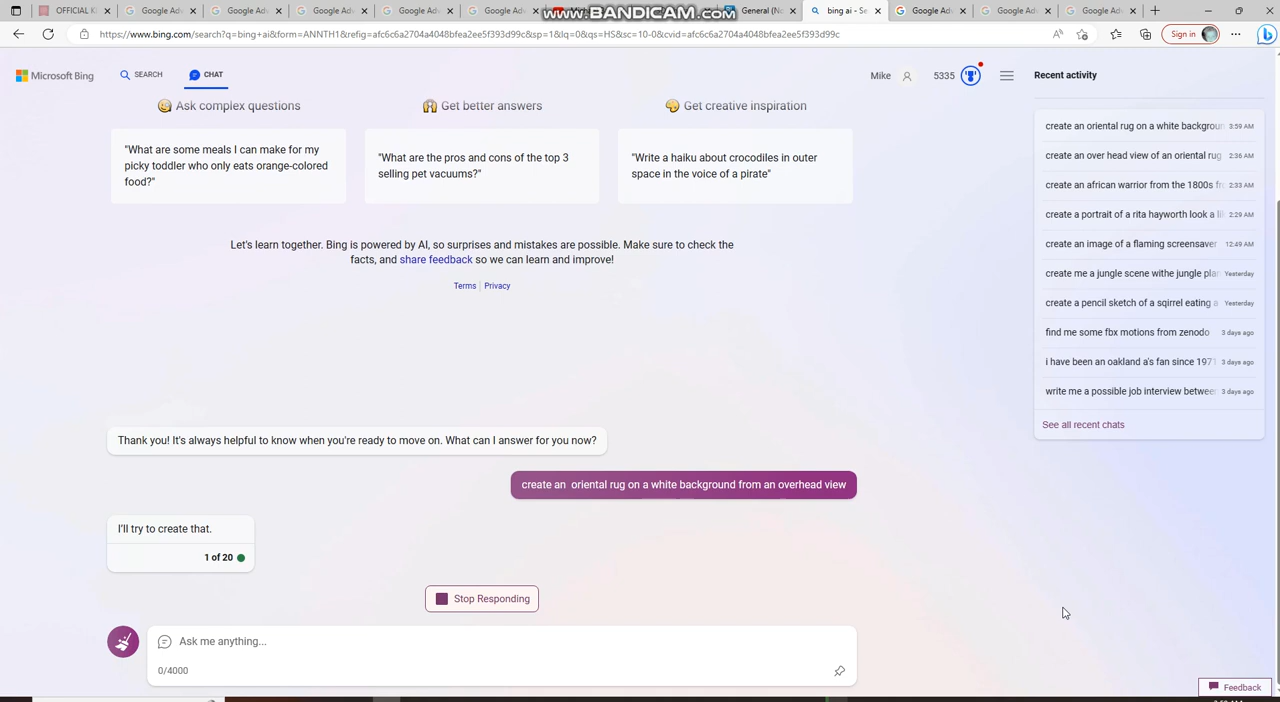 OFFICIAL K
Google Adv
Google Adv
Google Adv
Google Adv
Google Adv
General (N
bing ai - Se
Google Adv
Google Adv
Google Adv
www.BANDICAM.com
https://www.bing.com/search?q=bing+ai&form=ANNTH1&refig=afc6c6a2704a4048bfea2ee5f393d99c&sp=1&lq=0&qs=HS&sc=10-0&cvid=afc6c6a2704a4048bfea2ee5f393d99c
Sign in
Microsoft Bing
SEARCH
CHAT
Mike
5335
Recent activity
Ask complex questions
Get better answers
Get creative inspiration
"What are some meals I can make for my
picky toddler who only eats orange-colored
food?"
"What are the pros and cons of the top 3
selling pet vacuums?"
"Write a haiku about crocodiles in outer
space in the voice of a pirate"
Let's learn together. Bing is powered by AI, so surprises and mistakes are possible. Make sure to check the
facts, and share feedback so we can learn and improve!
Terms | Privacy
create an oriental rug on a white backgroun 3:59 AM
create an over head view of an oriental rug 2:36 AM
create an african warrior from the 1800s fr 2:33 AM
create a portrait of a rita hayworth look a li 2:29 AM
create an image of a flaming screensaver 12:49 AM
create me a jungle scene withe jungle plan Yesterday
create a pencil sketch of a sqirrel eating a Yesterday
find me some fbx motions from zenodo 3 days ago
i have been an oakland a's fan since 1971 3 days ago
write me a possible job interview betwee 3 days ago
See all recent chats
Thank you! It's always helpful to know when you're ready to move on. What can I answer for you now?
create an oriental rug on a white background from an overhead view
I'll try to create that.
1 of 20
Stop Responding
Ask me anything...
0/4000
Feedback